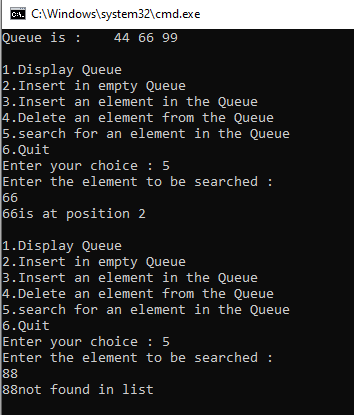 C:\Windows\system32\cmd.exe
Queue is :    44 66 99
1.Display Queue
2.Insert in empty Queue
3.Insert an element in the Queue
4.Delete an element from the Queue
5.search for an element in the Queue
6.Quit
Enter your choice : 5
Enter the element to be searched :
66
66is at position 2
1.Display Queue
2.Insert in empty Queue
3.Insert an element in the Queue
4.Delete an element from the Queue
5.search for an element in the Queue
6.Quit
Enter your choice : 5
Enter the element to be searched :
88
88not found in list